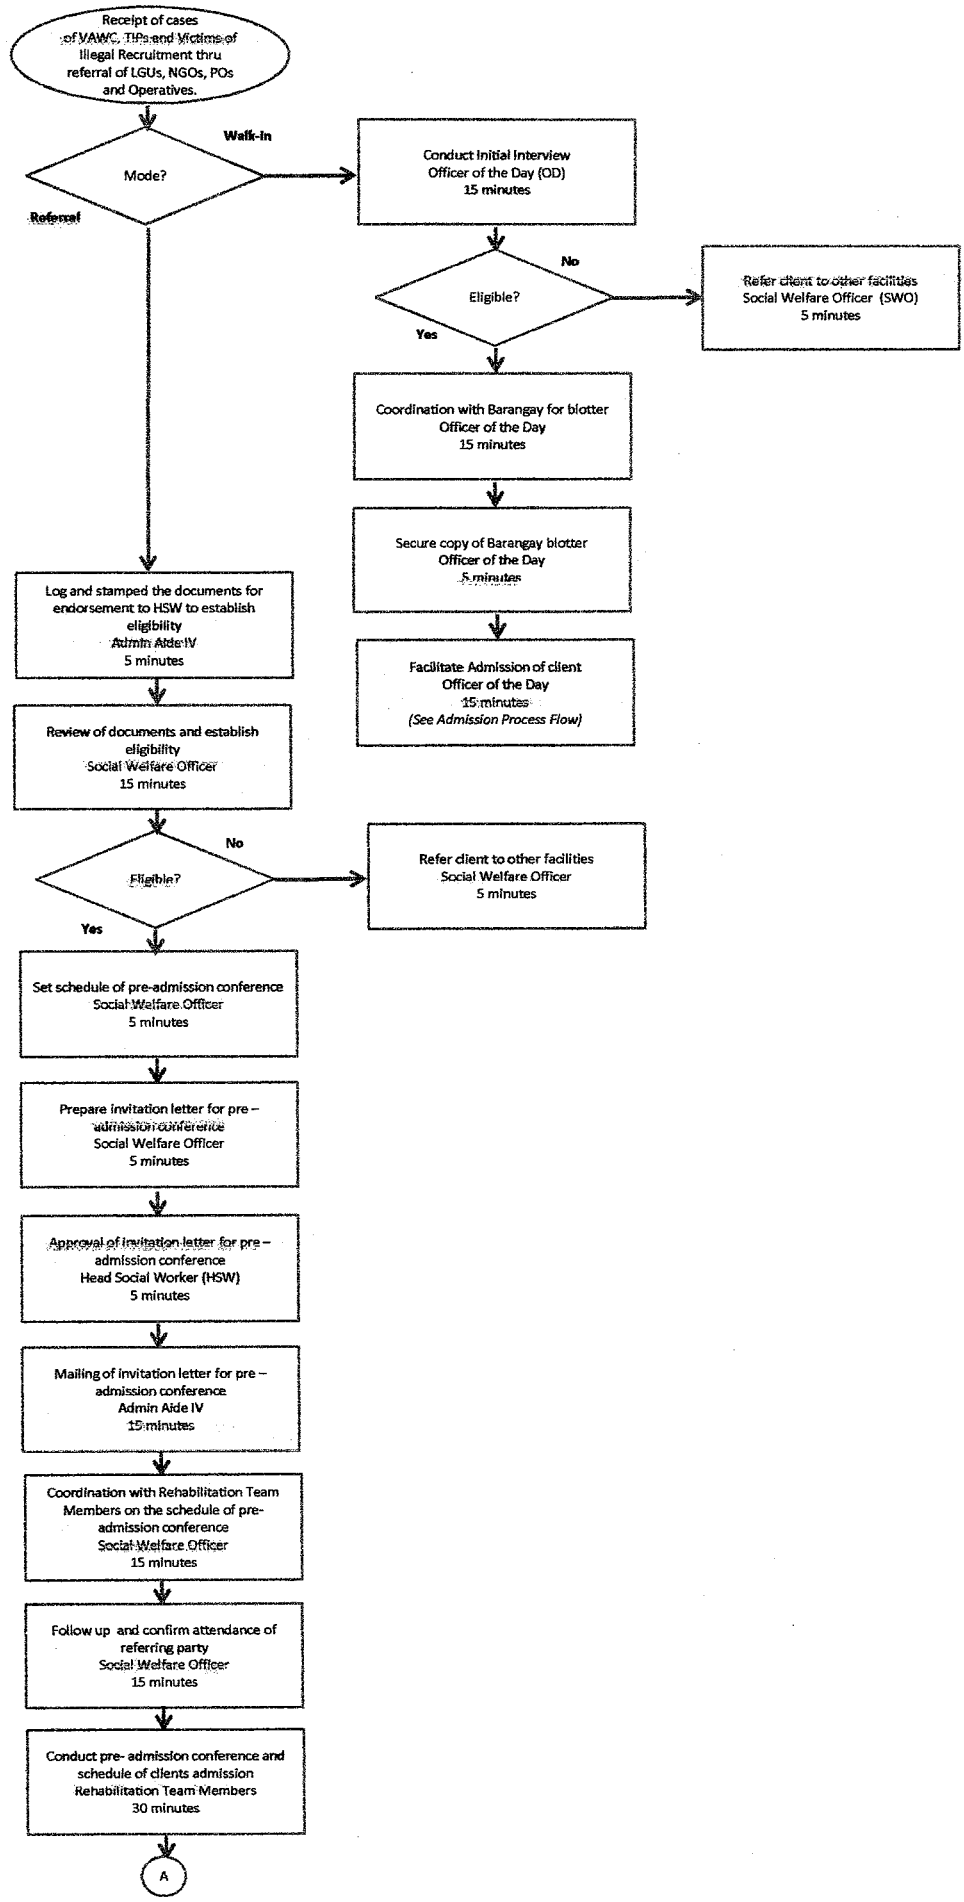 Receipt of cases
of VAWC, TIPs and Victims of
Illegal Recruitment thru
referral of LGUs, NGOs, POs
and Operatives.
Mode?
Walk-in
Referral
Conduct Initial Interview
Officer of the Day (OD)
15 minutes
Eligible?
No
Yes
Refer client to other facilities
Social Welfare Officer (SWO)
5 minutes
Coordination with Barangay for blotter
Officer of the Day
15 minutes
Secure copy of Barangay blotter
Officer of the Day
5 minutes
Facilitate Admission of client
Officer of the Day
15 minutes
(See Admission Process Flow)
Log and stamped the documents for
endorsement to HSW to establish
eligibility
Admin Aide IV
5 minutes
Review of documents and establish
eligibility
Social Welfare Officer
15 minutes
Eligible?
No
Yes
Refer client to other facilities
Social Welfare Officer
5 minutes
Set schedule of pre-admission conference
Social Welfare Officer
5 minutes
Prepare invitation letter for pre –
admission conference
Social Welfare Officer
5 minutes
Approval of invitation letter for pre –
admission conference
Head Social Worker (HSW)
5 minutes
Mailing of invitation letter for pre –
admission conference
Admin Aide IV
15 minutes
Coordination with Rehabilitation Team
Members on the schedule of pre-
admission conference
Social Welfare Officer
15 minutes
Follow up and confirm attendance of
referring party
Social Welfare Officer
15 minutes
Conduct pre- admission conference and
schedule of clients admission
Rehabilitation Team Members
30 minutes
A